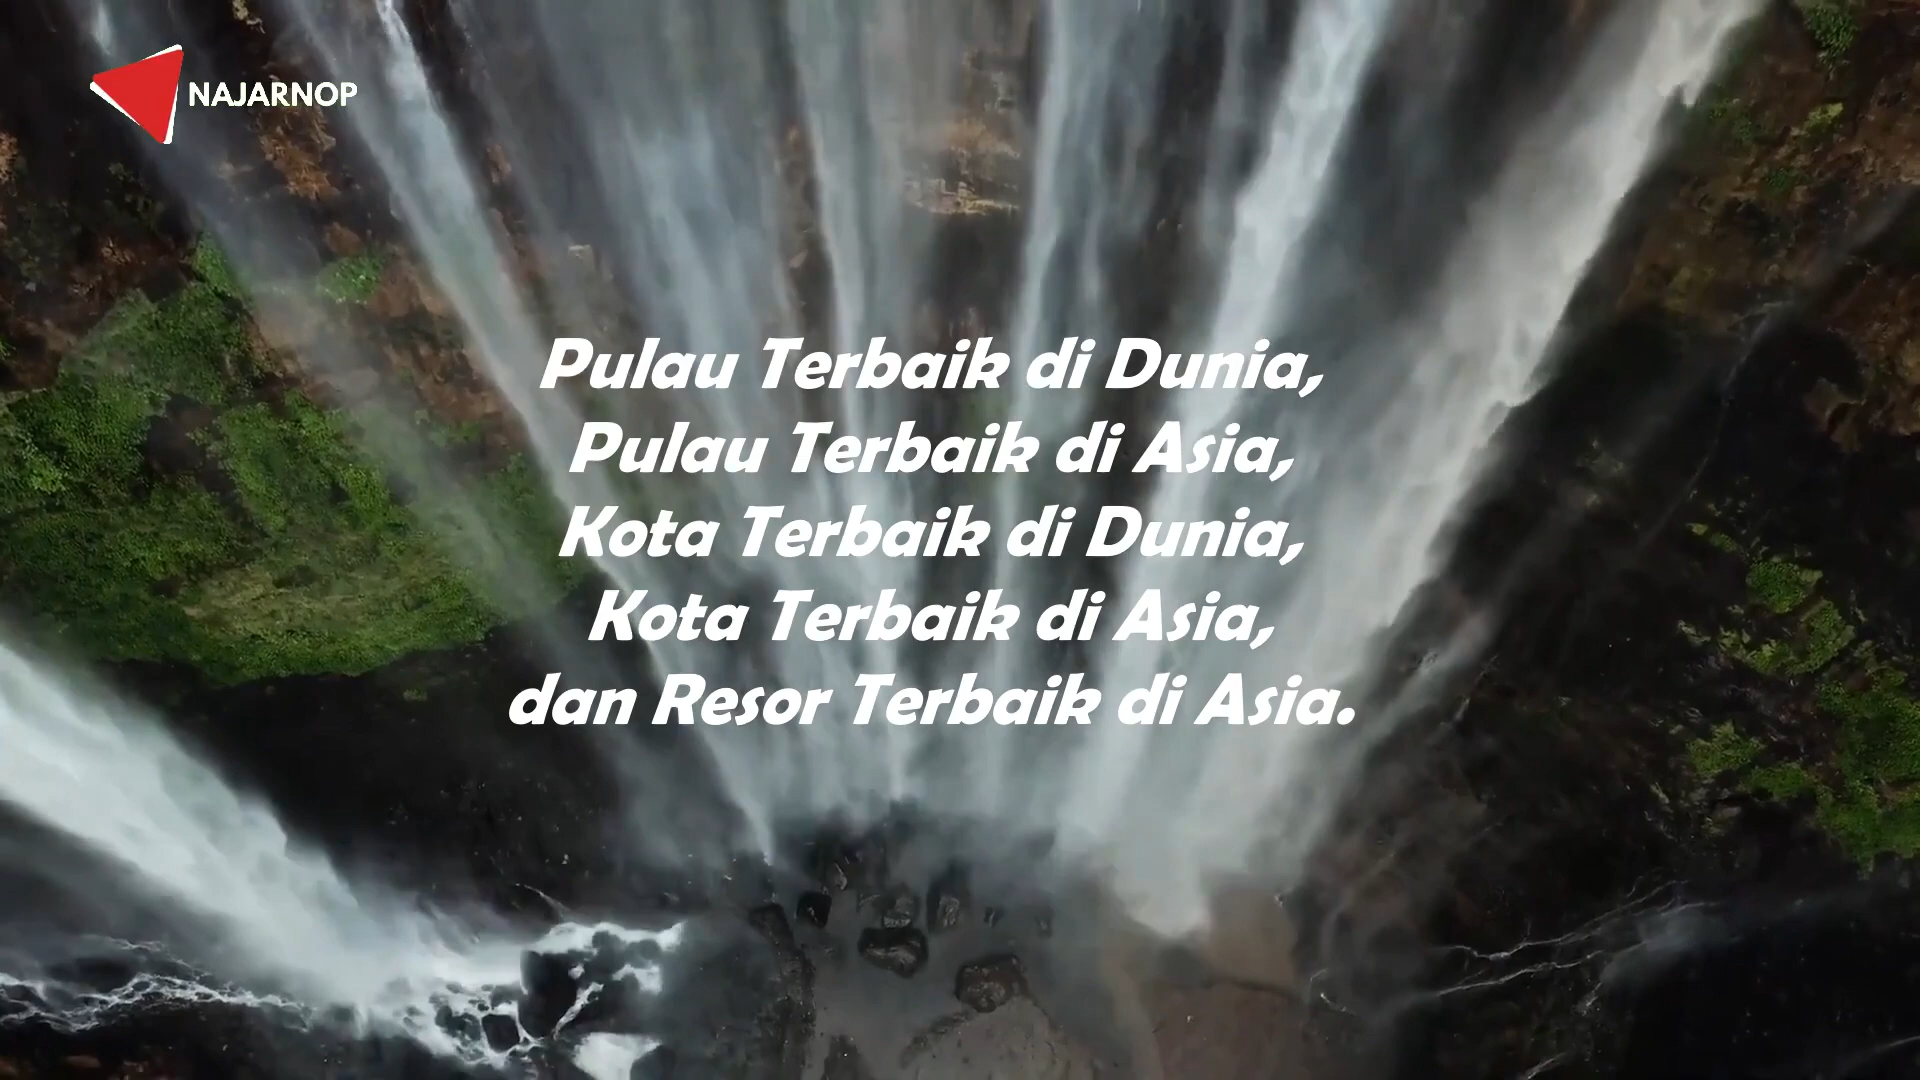 NAJARNOP
Pulau Terbaik di Dunia,
Pulau Terbaik di Asia,
Kota Terbaik di Dunia,
Kota Terbaik di Asia,
dan Resor Terbaik di Asia.